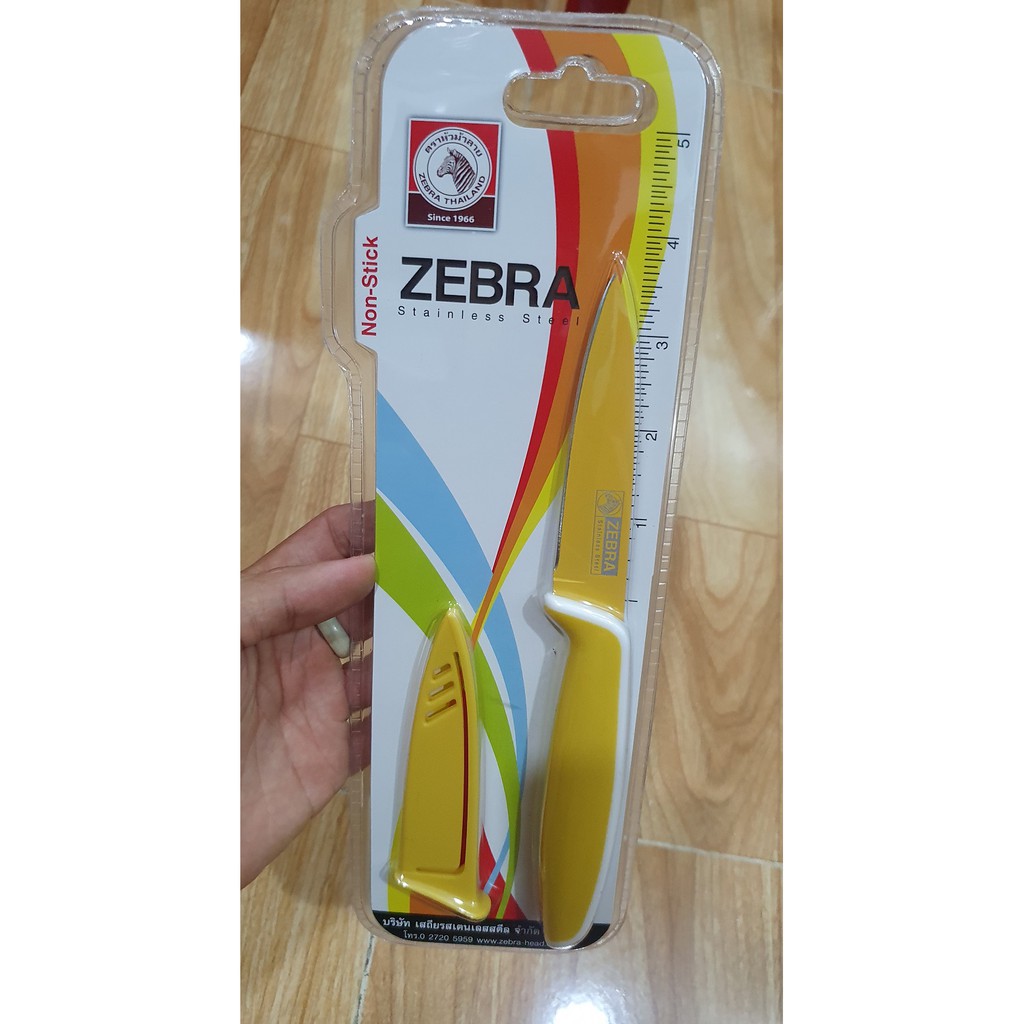 ตราหัวม้าลาย
ZEBRA THAILAND
Since 1966
Non-Stick
ZEBRA
Stainless Steel
5
4
3
2
1
ZEBRA
Stainless Steel
บริษัท เสถียรสเตนเลสสตีล จำกัด
โทร.0 2720 5959 www.zebra-head.